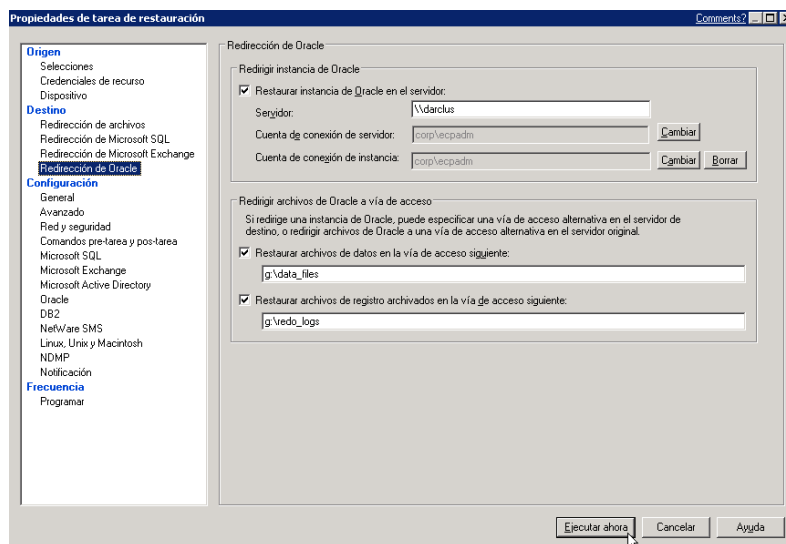 Propiedades de tarea de restauración
Comments?
Origen
Selecciones
Credenciales de recurso
Dispositivo
Destino
Redirección de archivos
Redirección de Microsoft SQL
Redirección de Microsoft Exchange
Redirección de Oracle
Configuración
General
Avanzado
Red y seguridad
Comandos pre-tarea y pos-tarea
Microsoft SQL
Microsoft Exchange
Microsoft Active Directory
Oracle
DB2
NetWare SMS
Linux, Unix y Macintosh
NDMP
Notificación
Frecuencia
Programar
Redirección de Oracle
Redirigir instancia de Oracle
Restaurar instancia de Oracle en el servidor:
Servidor: \\darclus
Cuenta de conexión de servidor: corp\ecpadm Cambiar
Cuenta de conexión de instancia: corp\ecpadm Cambiar Borrar
Redirigir archivos de Oracle a vía de acceso
Si redirige una instancia de Oracle, puede especificar una vía de acceso alternativa en el servidor de
destino, o redirigir archivos de Oracle a una vía de acceso alternativa en el servidor original.
Restaurar archivos de datos en la vía de acceso siguiente:
g:\data_files
Restaurar archivos de registro archivados en la vía de acceso siguiente:
g:\redo_logs
Ejecutar ahora Cancelar Ayuda